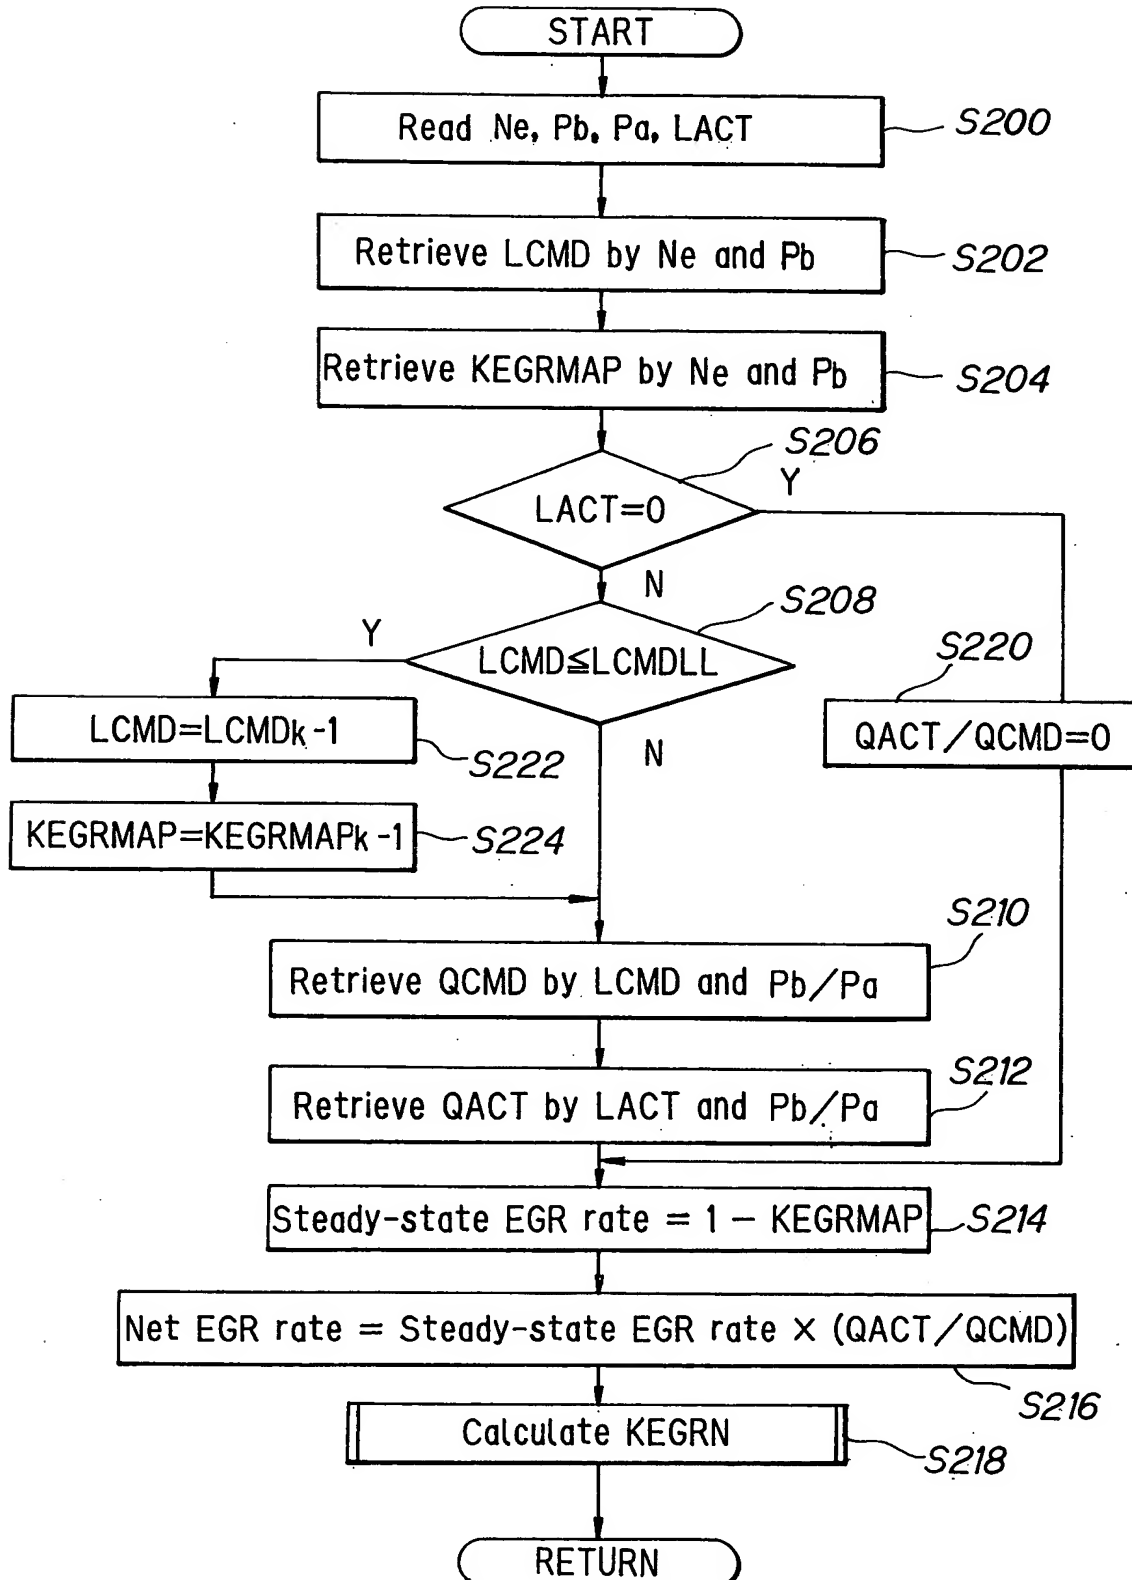 START
Read Ne, Pb, Pa, LACT
S200
Retrieve LCMD by Ne and Pb
S202
Retrieve KEGRMAP by Ne and Pb
S204
S206
LACT=0
Y
N
S208
LCMD≦LCMDLL
Y
N
S220
QACT/QCMD=0
LCMD=LCMDk-1
S222
KEGRMAP=KEGRMAPk-1
S224
S210
Retrieve QCMD by LCMD and Pb/Pa
S212
Retrieve QACT by LACT and Pb/Pa
Steady-state EGR rate = 1 - KEGRMAP
S214
Net EGR rate = Steady-state EGR rate × (QACT/QCMD)
S216
Calculate KEGRN
S218
RETURN